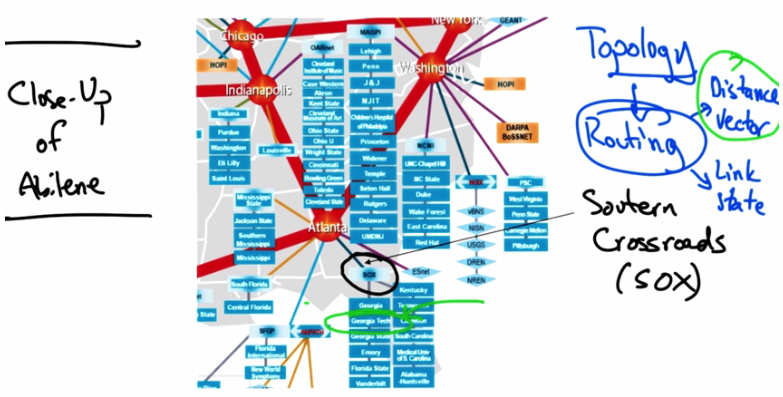 Close-Up
of
Abilene
Chicago
New York
GEANT
HOPI
Indianapolis
Washington
HOPI
DARPA
BoSSNET
Indiana
Purdue
Washington
Eli Lilly
Saint Louis
Louisville
OARnet
Cleveland
Institute of Music
Case Western
Akron
Kent State
Cleveland
Museum of Art
Ohio State
Ohio U
Wright State
Cincinnati
Bowling Green
Toledo
Cleveland State
MAGPI
Lehigh
Penn
J&J
NJIT
Children's Hospital
of Philadelphia
Princeton
Widener
Temple
Seton Hall
Rutgers
Delaware
UMDNJ
NCNI
UNC-Chapel Hill
NC State
Duke
Wake Forest
East Carolina
Red Hat
vBNS
NISN
USGS
DREN
NREN
PSC
West Virginia
Penn State
Carnegie Mellon
Pittsburgh
Mississippi
State
Jackson State
Southern
Mississippi
Mississippi
Atlanta
SOX
ESnet
Georgia
Georgia Tech
Georgia State
Emory
Florida State
Vanderbilt
Kentucky
South Carolina
Medical Univ
of S. Carolina
Alabama
-Huntsville
South Florida
Central Florida
State
SFGP
Florida
International
New World
Symphony
Topology
Routing
Distance
Vector
Link
State
Soutern
Crossroads
(SOX)